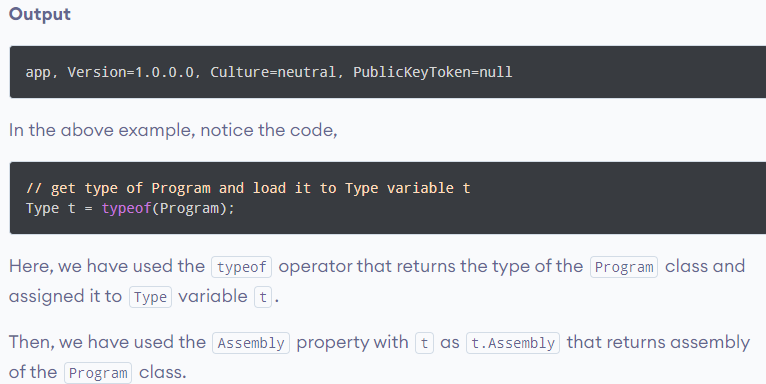 Output
app, Version=1.0.0.0, Culture=neutral, PublicKeyToken=null
In the above example, notice the code,
// get type of Program and load it to Type variable t
Type t = typeof(Program);
Here, we have used the typeof operator that returns the type of the Program class and
assigned it to Type variable t.
Then, we have used the Assembly property with t as t.Assembly that returns assembly
of the Program class.